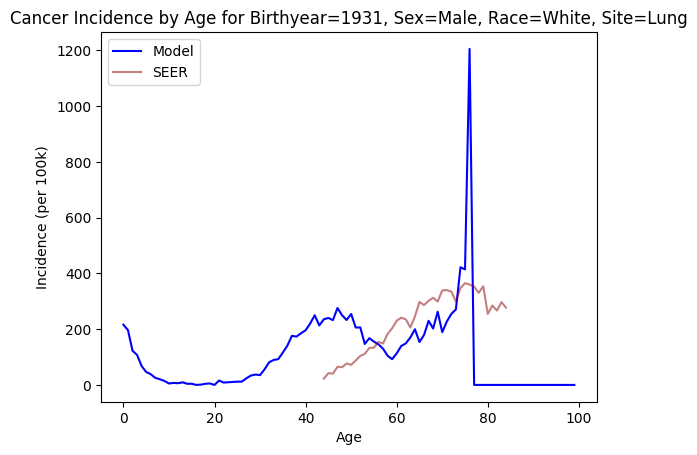 Cancer Incidence by Age for Birthyear=1931, Sex=Male, Race=White, Site=Lung
Model
SEER
Incidence (per 100k)
1200
1000
800
600
400
200
0
0 20 40 60 80 100
Age